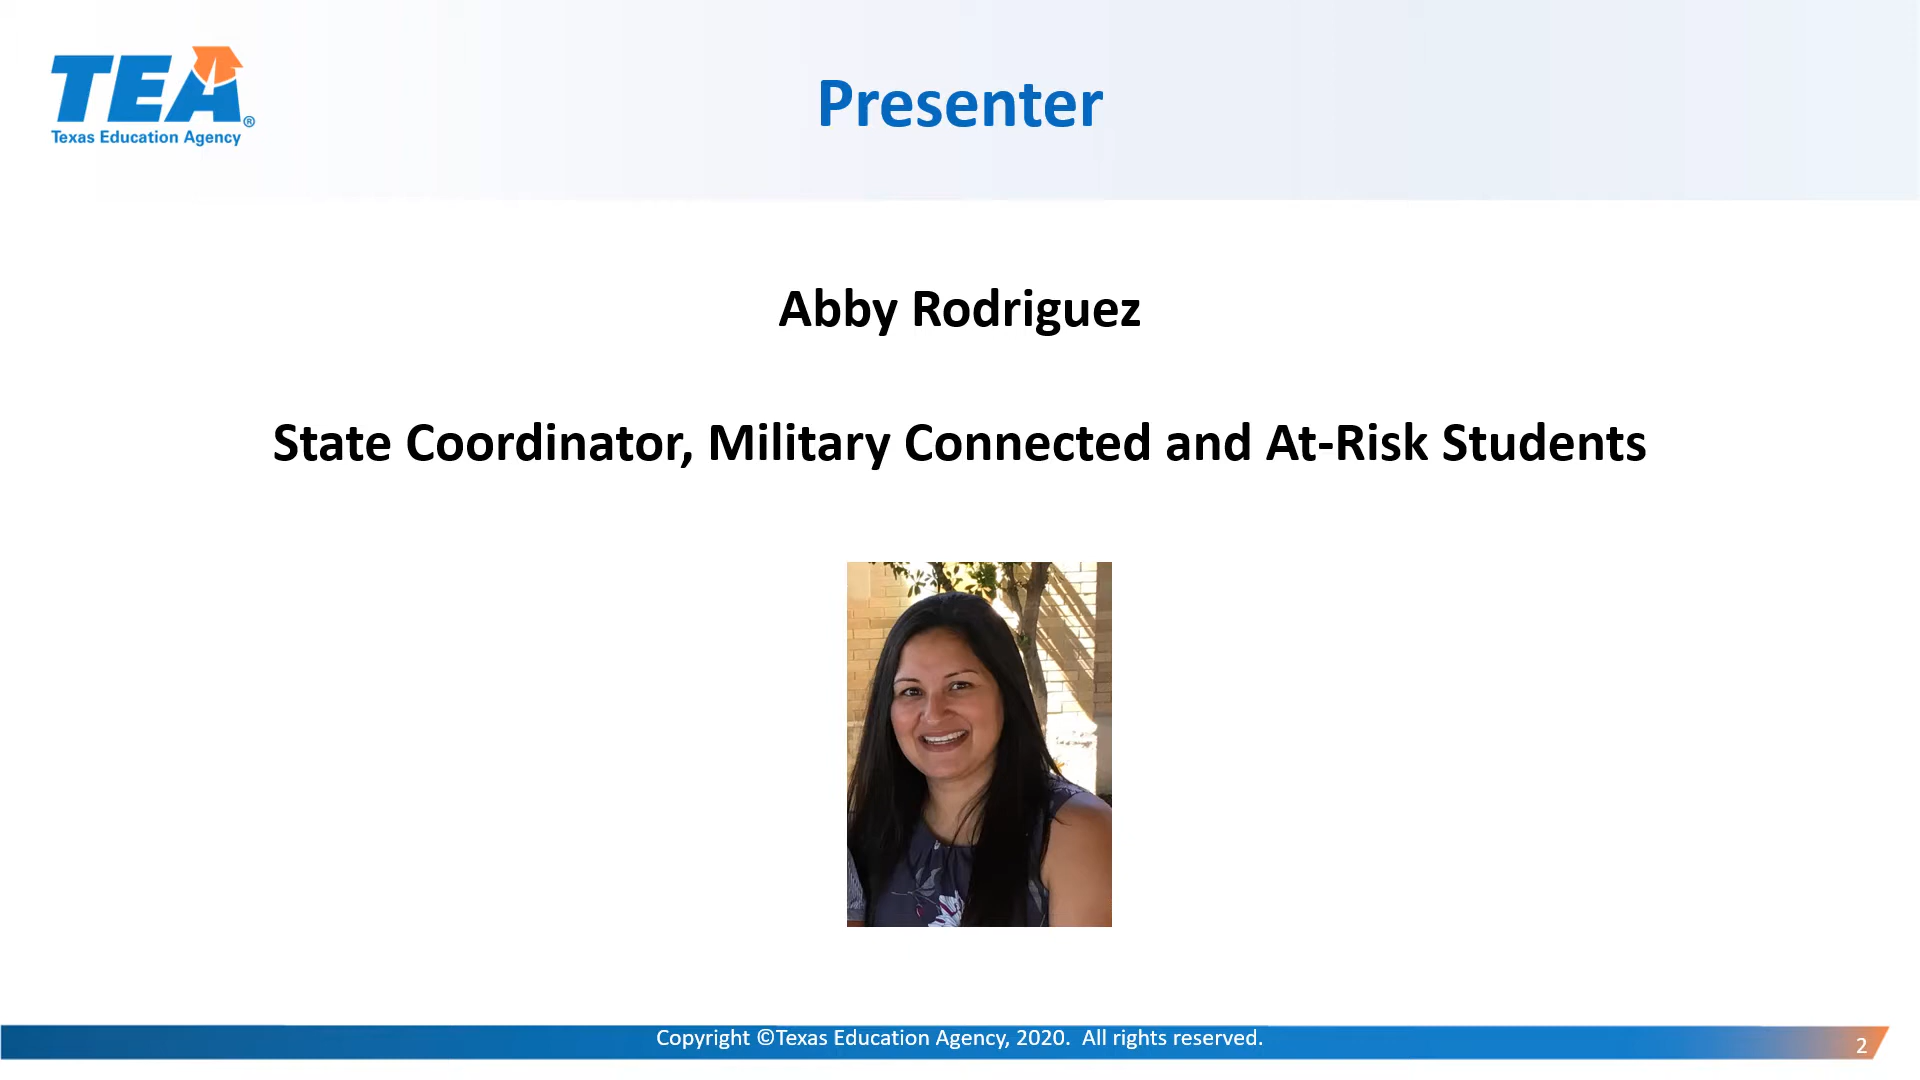 TEA®
Texas Education Agency
Presenter
Abby Rodriguez
State Coordinator, Military Connected and At-Risk Students
Copyright ©Texas Education Agency, 2020.  All rights reserved.
2